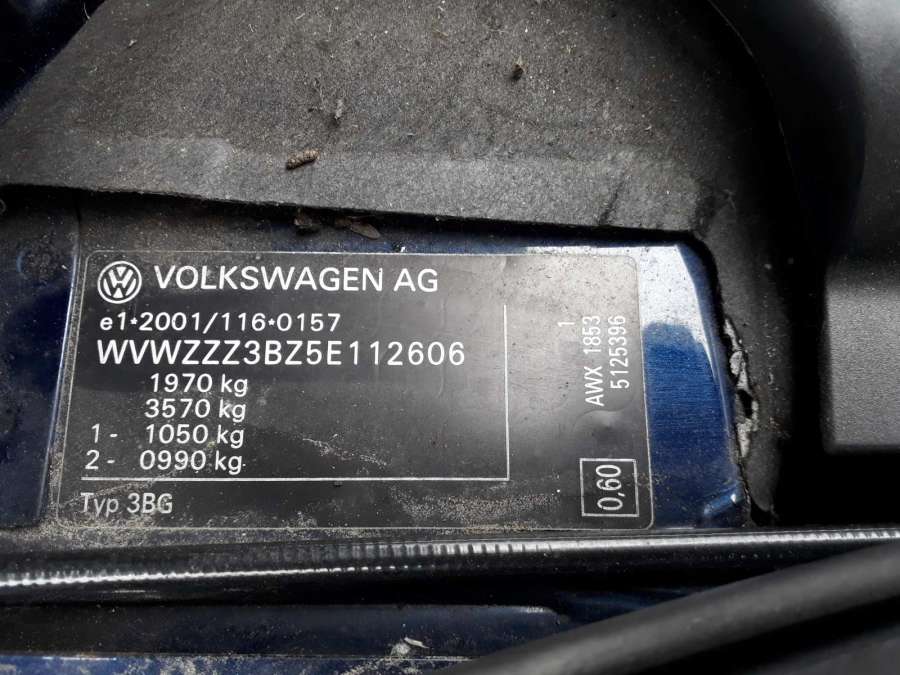 VOLKSWAGEN AG
e1*2001/116*0157
WVWZZZ3BZ5E112606
1970 kg
3570 kg
1- 1050 kg
2- 0990 kg
Typ 3BG
1
AWX 1853
5125396
0,60